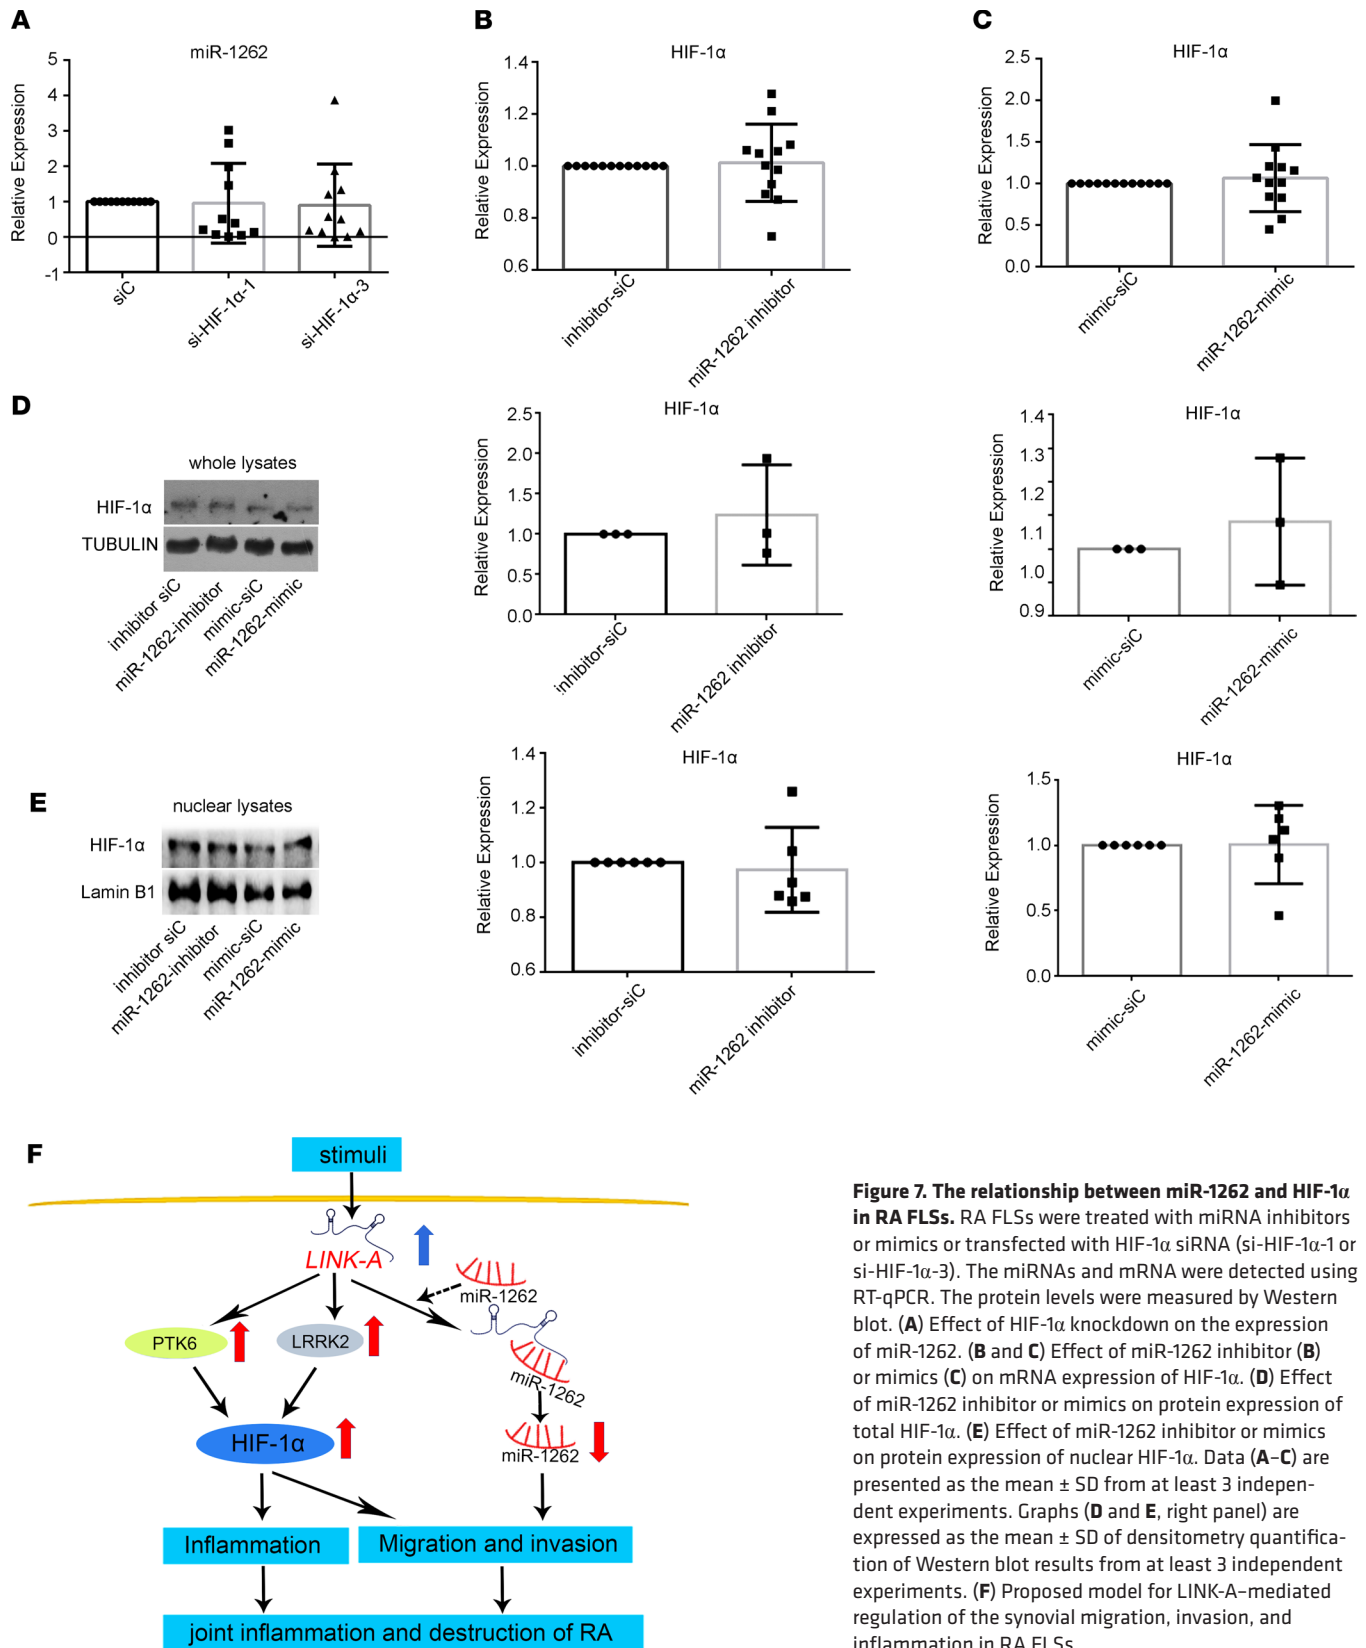 A
miR-1262
Relative Expression
5
4
3
2
1
0
-1
siC
si-HIF-1α-1
si-HIF-1α-3
B
HIF-1α
Relative Expression
1.4
1.2
1.0
0.8
0.6
inhibitor-siC
miR-1262 inhibitor
C
HIF-1α
Relative Expression
2.5
2.0
1.5
1.0
0.5
0.0
mimic-siC
miR-1262-mimic
D
whole lysates
HIF-1α
TUBULIN
inhibitor siC
miR-1262-inhibitor
mimic-siC
miR-1262-mimic
HIF-1α
Relative Expression
2.5
2.0
1.5
1.0
0.5
0.0
inhibitor-siC
miR-1262 inhibitor
HIF-1α
Relative Expression
1.4
1.3
1.2
1.1
1.0
0.9
mimic-siC
miR-1262-mimic
E
nuclear lysates
HIF-1α
Lamin B1
inhibitor siC
miR-1262-inhibitor
mimic-siC
miR-1262-mimic
HIF-1α
Relative Expression
1.4
1.2
1.0
0.8
0.6
inhibitor-siC
miR-1262 inhibitor
HIF-1α
Relative Expression
1.5
1.0
0.5
0.0
mimic-siC
miR-1262-mimic
F
stimuli
LINK-A
miR-1262
PTK6
LRRK2
miR-1262
HIF-1α
miR-1262
Inflammation
Migration and invasion
joint inflammation and destruction of RA
Figure 7. The relationship between miR-1262 and HIF-1α
in RA FLSs. RA FLSs were treated with miRNA inhibitors
or mimics or transfected with HIF-1α siRNA (si-HIF-1α-1 or
si-HIF-1α-3). The miRNAs and mRNA were detected using
RT-qPCR. The protein levels were measured by Western
blot. (A) Effect of HIF-1α knockdown on the expression
of miR-1262. (B and C) Effect of miR-1262 inhibitor (B)
or mimics (C) on mRNA expression of HIF-1α. (D) Effect
of miR-1262 inhibitor or mimics on protein expression of
total HIF-1α. (E) Effect of miR-1262 inhibitor or mimics
on protein expression of nuclear HIF-1α. Data (A–C) are
presented as the mean ± SD from at least 3 indepen-
dent experiments. Graphs (D and E, right panel) are
expressed as the mean ± SD of densitometry quantifica-
tion of Western blot results from at least 3 independent
experiments. (F) Proposed model for LINK-A–mediated
regulation of the synovial migration, invasion, and
inflammation in RA FLSs.